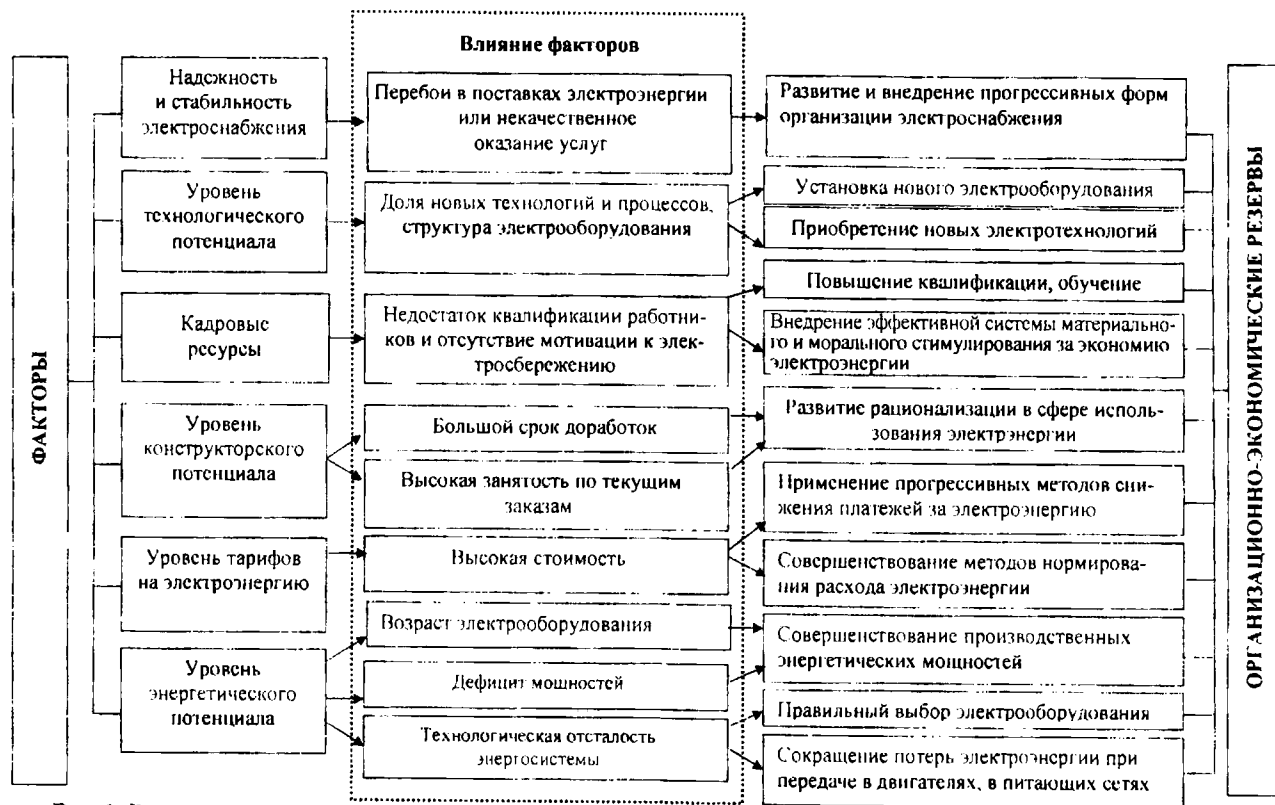 ФАКТОРЫ
Надежность
и стабильность
электроснабжения
Уровень
технологического
потенциала
Кадровые
ресурсы
Уровень
конструкторского
потенциала
Уровень тарифов
на электроэнергию
Уровень
энергетического
потенциала
Влияние факторов
Перебои в поставках электроэнергии
или некачественное
оказание услуг
Доля новых технологий и процессов,
структура электрооборудования
Недостаток квалификации работни-
ков и отсутствие мотивации к элек-
тросбережению
Большой срок доработок
Высокая занятость по текущим
заказам
Высокая стоимость
Возраст электрооборудования
Дефицит мощностей
Технологическая отсталость
энергосистемы
Развитие и внедрение прогрессивных форм
организации электроснабжения
Установка нового электрооборудования
Приобретение новых электротехнологий
Повышение квалификации, обучение
Внедрение эффективной системы материально-
го и морального стимулирования за экономию
электроэнергии
Развитие рационализации в сфере исполь-
зования электрэнергии
Применение прогрессивных методов сни-
жения платежей за электроэнергию
Совершенствование методов нормирова-
ния расхода электроэнергии
Совершенствование производственных
энергетических мощностей
Правильный выбор электрооборудования
Сокращение потерь электроэнергии при
передаче в двигателях, в питающих сетях
ОРГАНИЗАЦИОННО-ЭКОНОМИЧЕСКИЕ РЕЗЕРВЫ